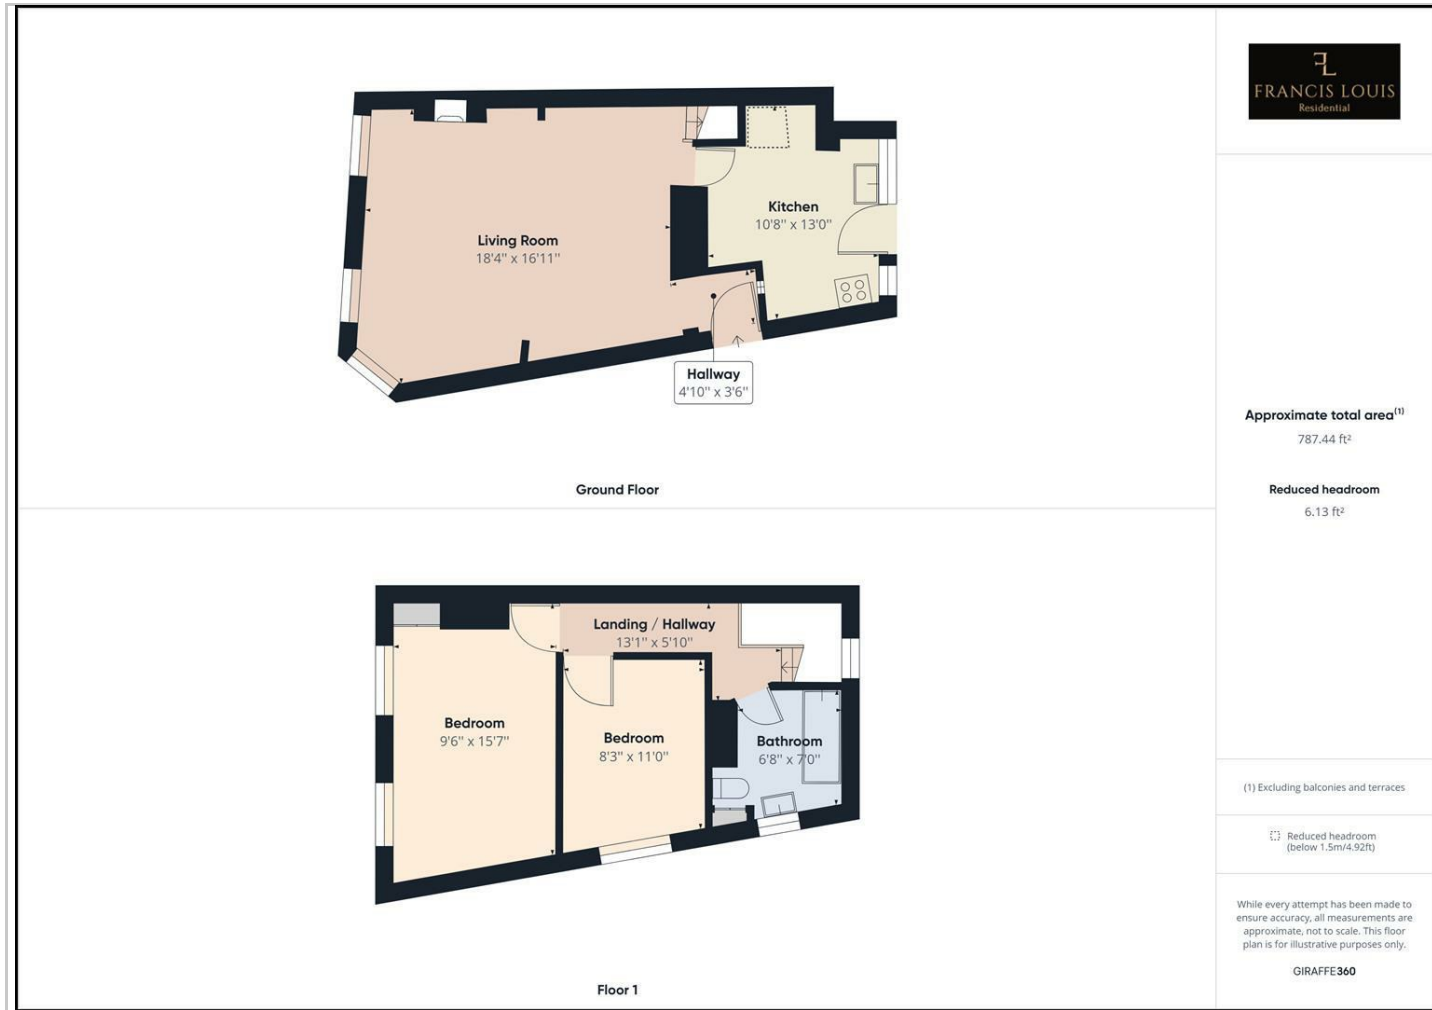 Living Room
18'4" x 16'11"
Kitchen
10'8" x 13'0"
Hallway
4'10" x 3'6"
Ground Floor
Landing / Hallway
13'1" x 5'10"
Bedroom
9'6" x 15'7"
Bedroom
8'3" x 11'0"
Bathroom
6'8" x 7'0"
Floor 1
FL
FRANCIS LOUIS
Residential
Approximate total area(1)
787.44 ft²
Reduced headroom
6.13 ft²
(1) Excluding balconies and terraces
Reduced headroom
(below 1.5m/4.92ft)
While every attempt has been made to
ensure accuracy, all measurements are
approximate, not to scale. This floor
plan is for illustrative purposes only.
GIRAFFE360